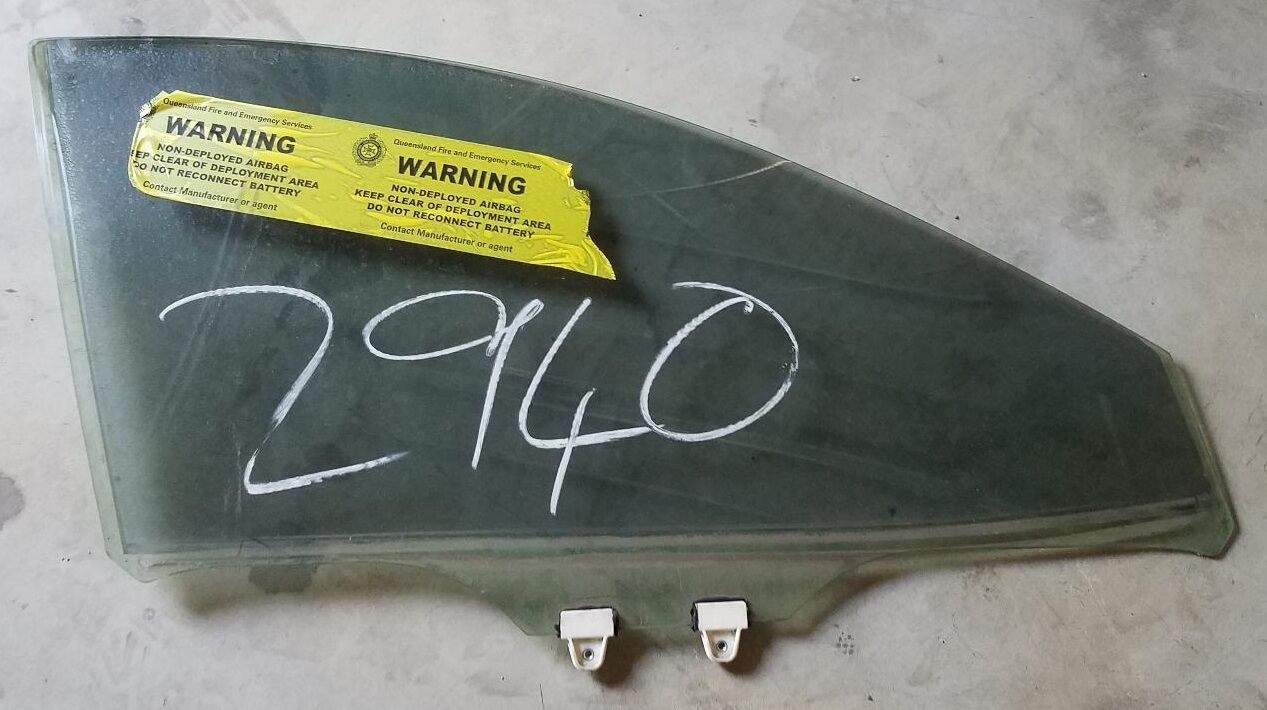 Queensland Fire and Emergency Services
WARNING
NON-DEPLOYED AIRBAG
EP CLEAR OF DEPLOYMENT AREA
DO NOT RECONNECT BATTERY
Contact Manufacturer or agent
Queensland Fire and Emergency Services
WARNING
NON-DEPLOYED AIRBAG
KEEP CLEAR OF DEPLOYMENT AREA
DO NOT RECONNECT BATTERY
Contact Manufacturer or agent
2940